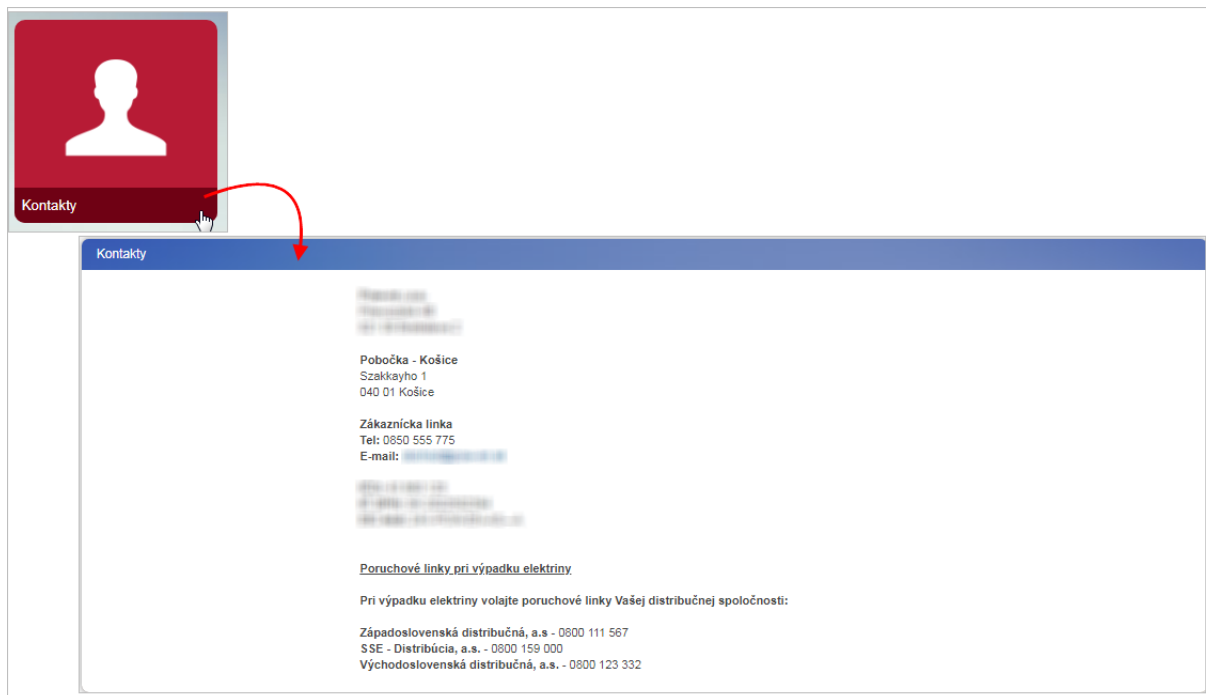 Kontakty
Kontakty
Pobočka - Košice
Szakkayho 1
040 01 Košice
Zákaznícka linka
Tel: 0850 555 775
E-mail:
Poruchové linky pri výpadku elektriny
Pri výpadku elektriny volajte poruchové linky Vašej distribučnej spoločnosti:
Západoslovenská distribučná, a.s - 0800 111 567
SSE - Distribúcia, a.s. - 0800 159 000
Východoslovenská distribučná, a.s. - 0800 123 332